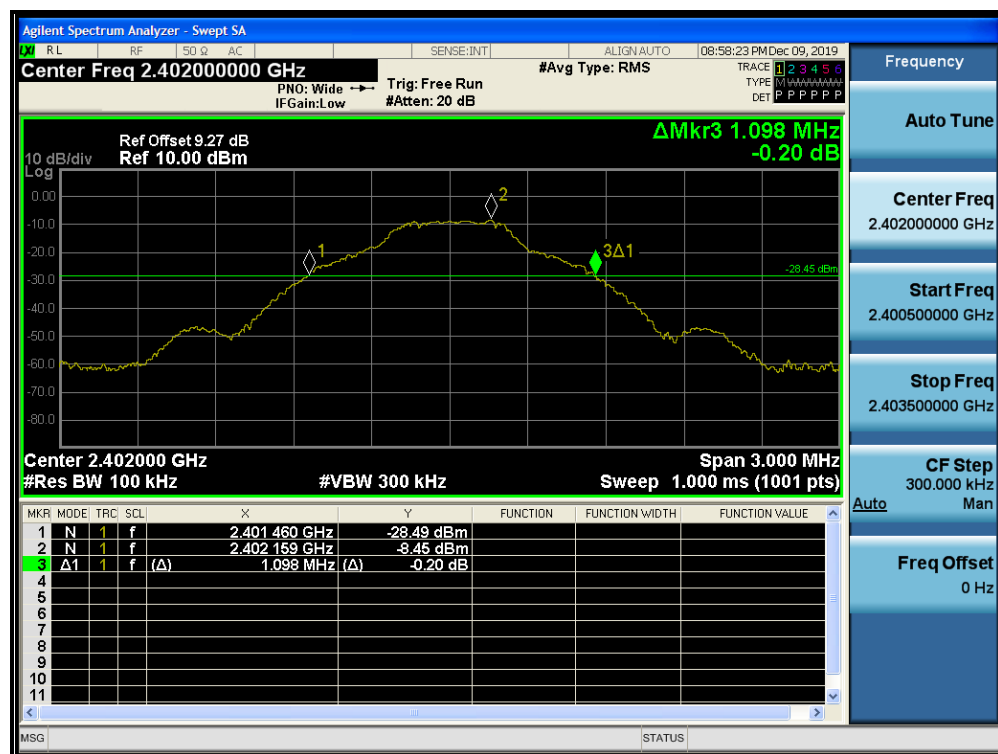 Agilent Spectrum Analyzer - Swept SA
LXI RL RF 50 Ω AC SENSE:INT ALIGN AUTO 08:58:23 PM Dec 09, 2019
Center Freq 2.402000000 GHz
#Avg Type: RMS
TRACE 1 2 3 4 5 6
PNO: Wide
Trig: Free Run
TYPE M
IFGain:Low
#Atten: 20 dB
DET P P P P P P
ΔMkr3 1.098 MHz
-0.20 dB
Ref Offset 9.27 dB
10 dB/div Ref 10.00 dBm
Log
0.00
-10.0
-20.0
-30.0
-40.0
-50.0
-60.0
-70.0
-80.0
1
2
3Δ1
-28.45 dBm
Center 2.402000 GHz Span 3.000 MHz
#Res BW 100 kHz #VBW 300 kHz Sweep 1.000 ms (1001 pts)
MKR MODE TRC SCL X Y FUNCTION FUNCTION WIDTH FUNCTION VALUE
1 N 1 f 2.401 460 GHz -28.49 dBm
2 N 1 f 2.402 159 GHz -8.45 dBm
3 Δ1 1 f (Δ) 1.098 MHz (Δ) -0.20 dB
4
5
6
7
8
9
10
11
MSG STATUS
Frequency
Auto Tune
Center Freq
2.402000000 GHz
Start Freq
2.400500000 GHz
Stop Freq
2.403500000 GHz
CF Step
300.000 kHz
Auto Man
Freq Offset
0 Hz